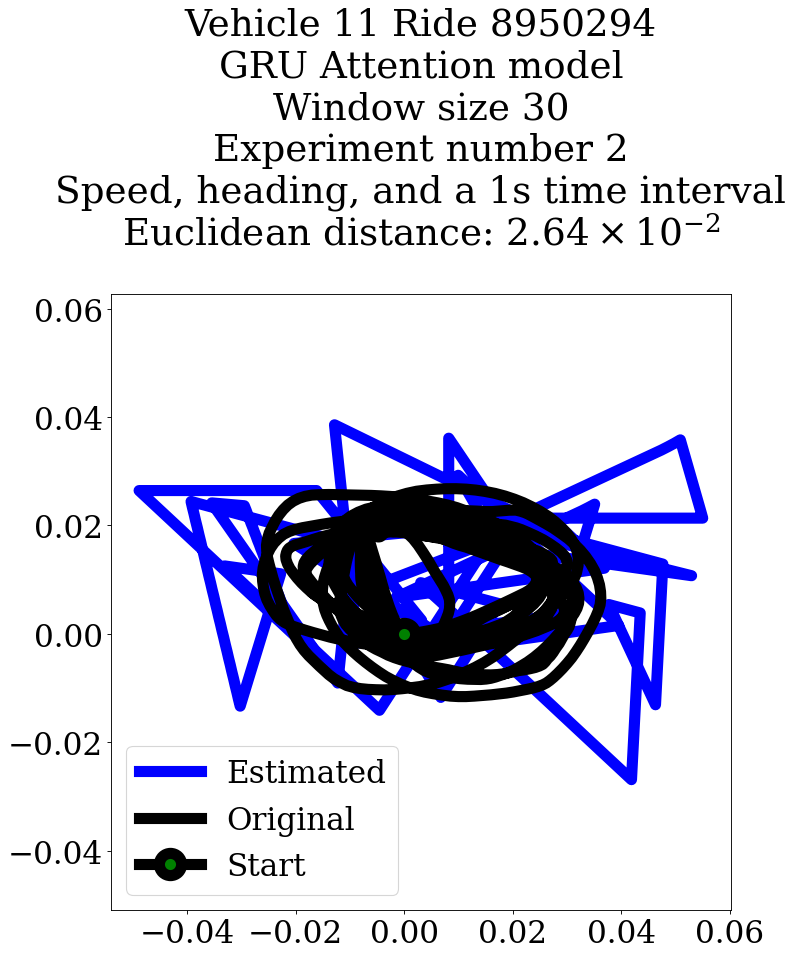 Vehicle 11 Ride 8950294
GRU Attention model
Window size 30
Experiment number 2
Speed, heading, and a 1s time interval
Euclidean distance: 2.64 × 10⁻²
0.06
0.04
0.02
0.00
−0.02
−0.04
Estimated
Original
Start
−0.04 −0.02 0.00 0.02 0.04 0.06